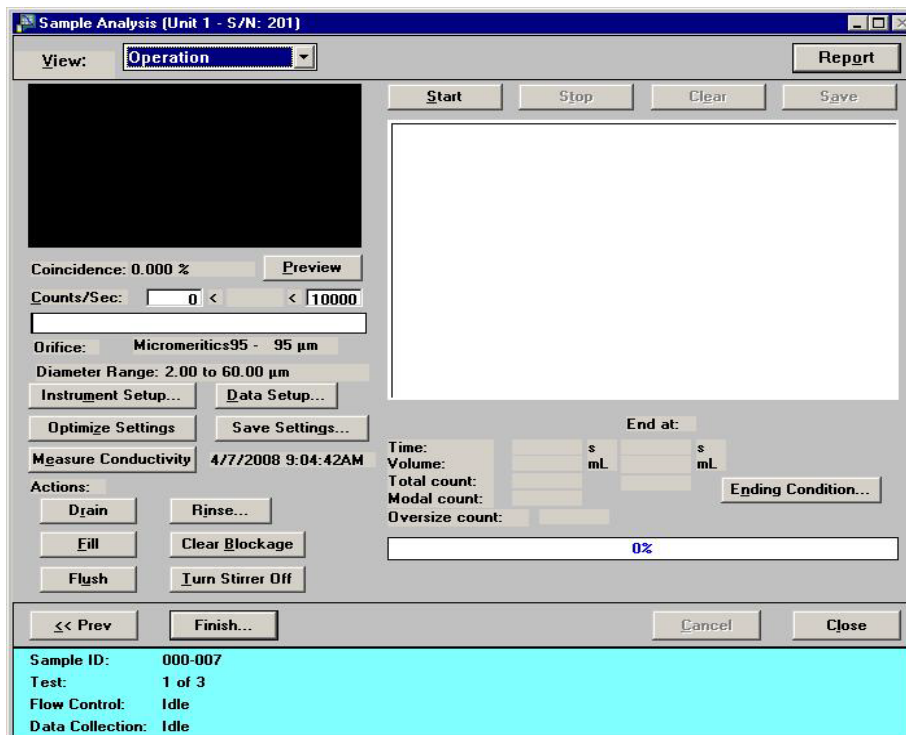 Sample Analysis (Unit 1 - S/N: 201)
View: Operation Report
Start Stop Clear Save
Coincidence: 0.000 % Preview
Counts/Sec: 0 < < 10000
Orifice: Micromeritics95 - 95 µm
Diameter Range: 2.00 to 60.00 µm
Instrument Setup... Data Setup...
Optimize Settings Save Settings...
Measure Conductivity 4/7/2008 9:04:42AM
Actions:
Drain Rinse...
Fill Clear Blockage
Flush Turn Stirrer Off
End at:
Time: s s
Volume: mL mL
Total count:
Modal count:
Oversize count:
Ending Condition...
0%
<< Prev Finish... Cancel Close
Sample ID: 000-007
Test: 1 of 3
Flow Control: Idle
Data Collection: Idle